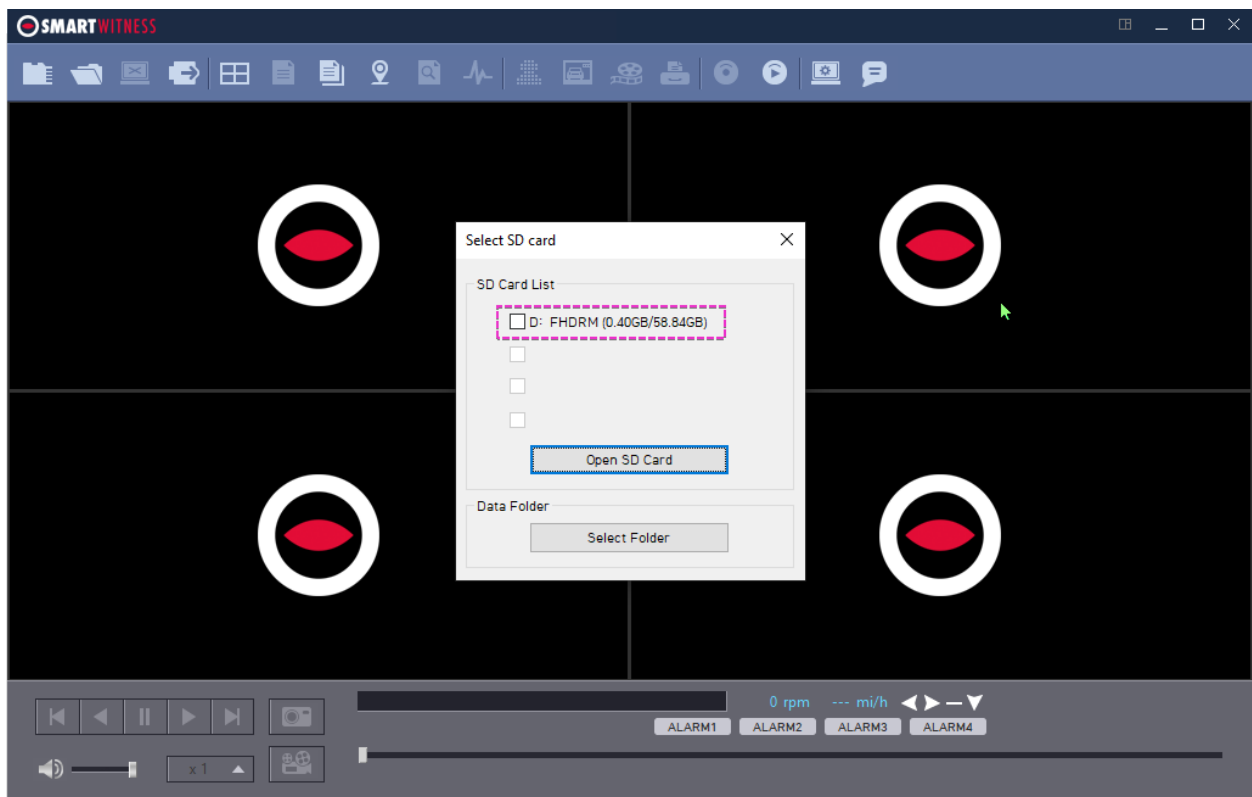 SMARTWITNESS
Select SD card
SD Card List
D: FHDRM (0.40GB/58.84GB)
Open SD Card
Data Folder
Select Folder
0 rpm --- mi/h
ALARM1 ALARM2 ALARM3 ALARM4
x 1